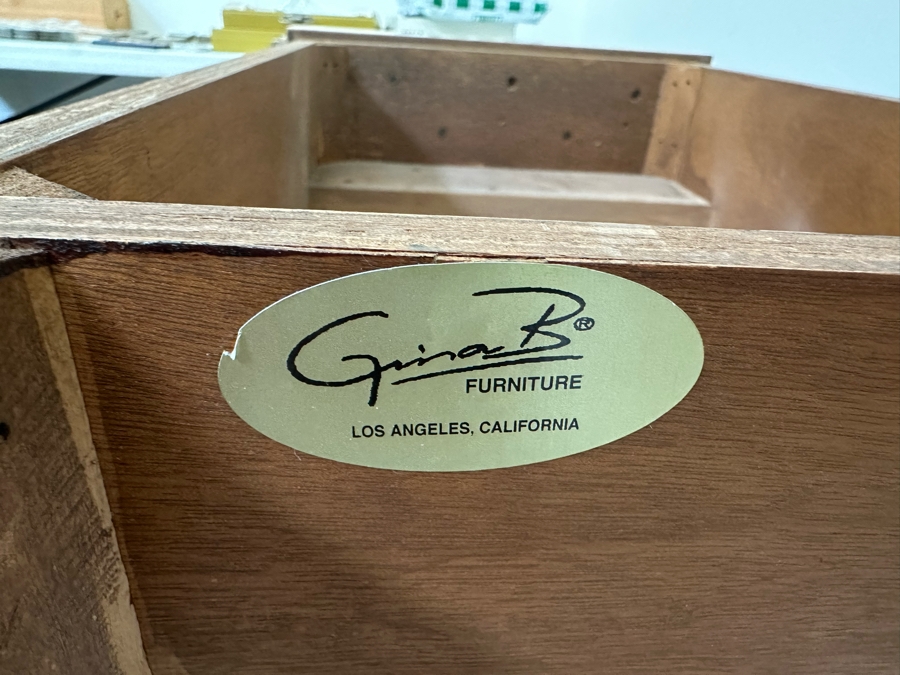 Gina B®
FURNITURE
LOS ANGELES, CALIFORNIA